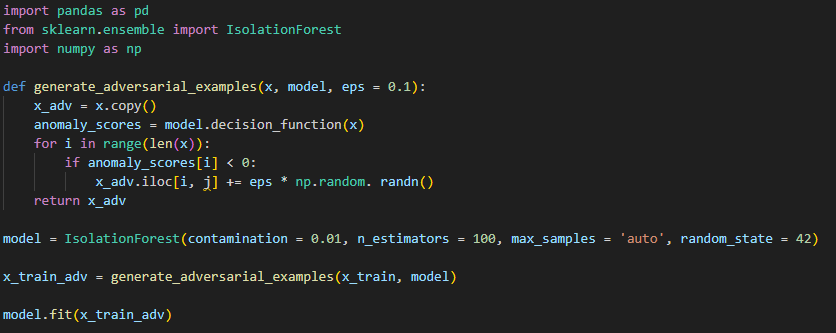 import pandas as pd
from sklearn.ensemble import IsolationForest
import numpy as np

def generate_adversarial_examples(x, model, eps = 0.1):
    x_adv = x.copy()
    anomaly_scores = model.decision_function(x)
    for i in range(len(x)):
        if anomaly_scores[i] < 0:
            x_adv.iloc[i, j] += eps * np.random. randn()
    return x_adv

model = IsolationForest(contamination = 0.01, n_estimators = 100, max_samples = 'auto', random_state = 42)

x_train_adv = generate_adversarial_examples(x_train, model)

model.fit(x_train_adv)